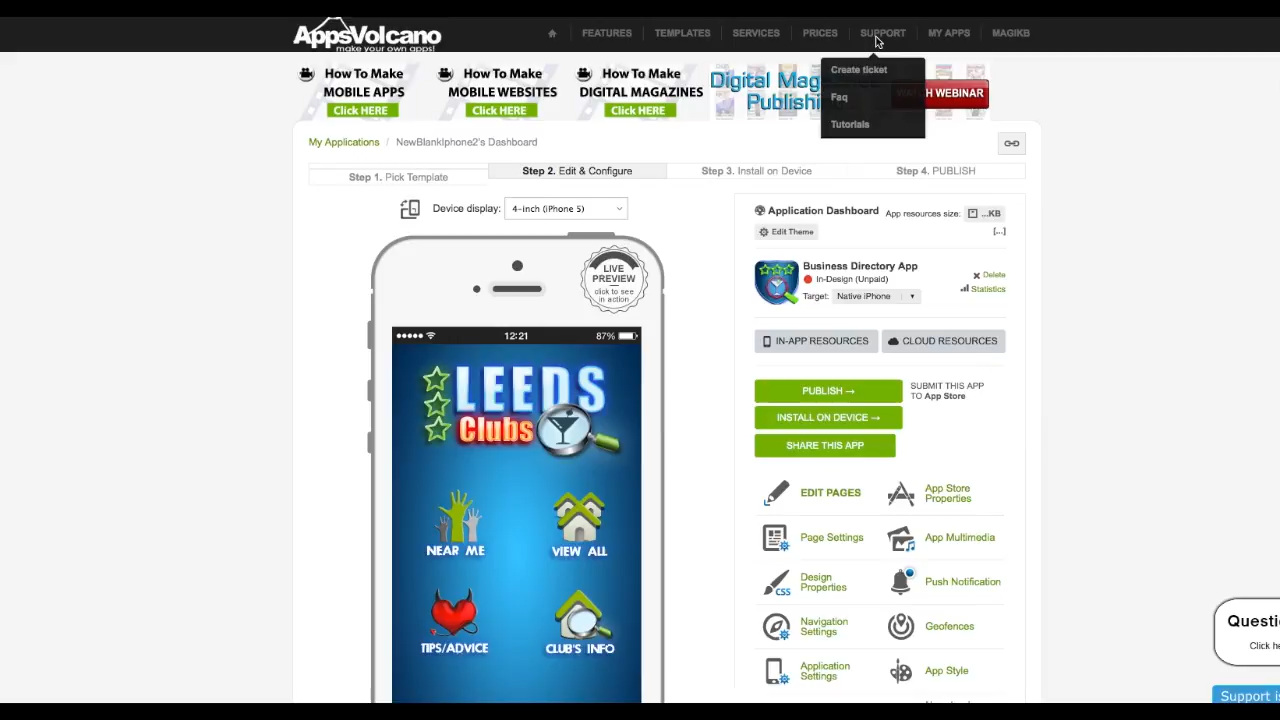 AppsVolcano
make your own apps!
FEATURES
TEMPLATES
SERVICES
PRICES
SUPPORT
MY APPS
MAGIKB
Create ticket
Faq
Tutorials
How To Make
MOBILE APPS
Click HERE
How To Make
MOBILE WEBSITES
Click HERE
How To Make
DIGITAL MAGAZINES
Click HERE
Digital
Publishi
WEBINAR
My Applications / NewBlankIphone2's Dashboard
Step 1. Pick Template
Step 2. Edit & Configure
Step 3. Install on Device
Step 4. PUBLISH
Device display: 4-inch (iPhone 5)
LIVE
PREVIEW
click to see
in action
12:21
87%
LEEDS
Clubs
NEAR ME
VIEW ALL
TIPS/ADVICE
CLUB'S INFO
Application Dashboard
App resources size: ...KB
Edit Theme
[...]
Business Directory App
In-Design (Unpaid)
Target: Native iPhone
Delete
Statistics
IN-APP RESOURCES
CLOUD RESOURCES
PUBLISH →
SUBMIT THIS APP
TO App Store
INSTALL ON DEVICE →
SHARE THIS APP
EDIT PAGES
App Store
Properties
Page Settings
App Multimedia
Design
Properties
CSS
Push Notification
Navigation
Settings
Geofences
Application
Settings
App Style
Questi
Click he
Support is